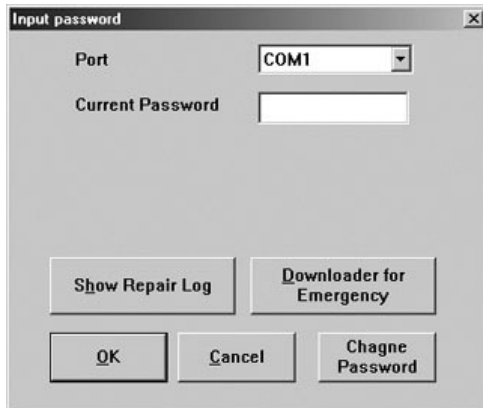 Input password
Port
COM1
Current Password
Show Repair Log
Downloader for
Emergency
OK
Cancel
Chagne
Password